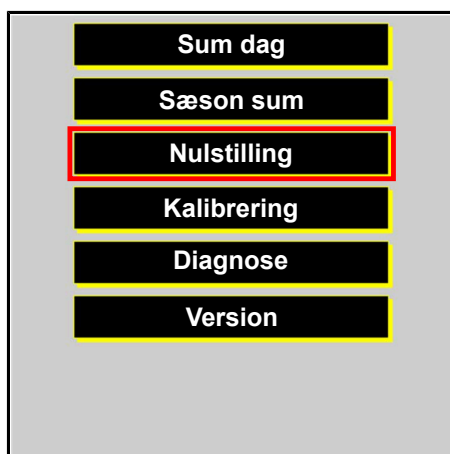 Sum dag
Sæson sum
Nulstilling
Kalibrering
Diagnose
Version